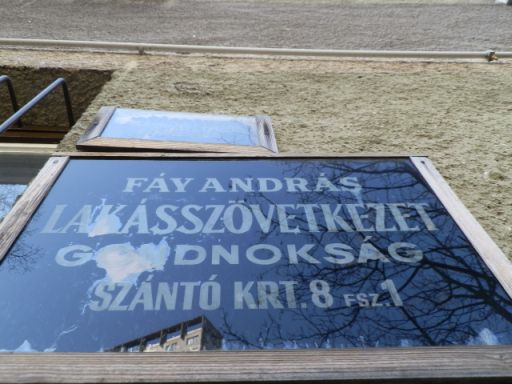 FÁY ANDRÁS
LAKÁSSZÖVETKEZET
GONDNOKSÁG
SZÁNTÓ KRT. 8 FSZ. 1